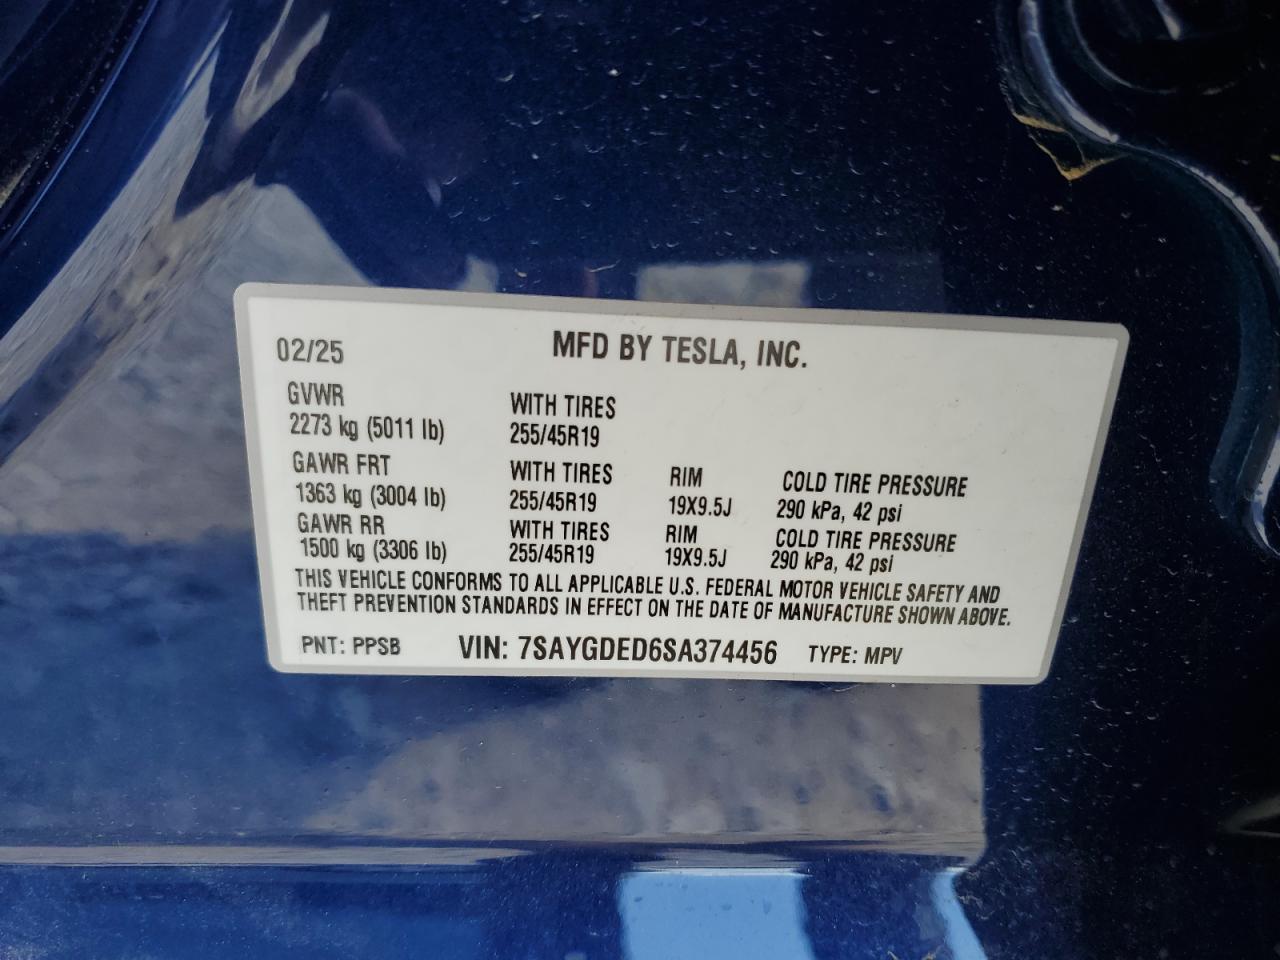 02/25 MFD BY TESLA, INC.
GVWR WITH TIRES
2273 kg (5011 lb) 255/45R19
GAWR FRT WITH TIRES RIM COLD TIRE PRESSURE
1363 kg (3004 lb) 255/45R19 19X9.5J 290 kPa, 42 psi
GAWR RR WITH TIRES RIM COLD TIRE PRESSURE
1500 kg (3306 lb) 255/45R19 19X9.5J 290 kPa, 42 psi
THIS VEHICLE CONFORMS TO ALL APPLICABLE U.S. FEDERAL MOTOR VEHICLE SAFETY AND
THEFT PREVENTION STANDARDS IN EFFECT ON THE DATE OF MANUFACTURE SHOWN ABOVE.
PNT: PPSB VIN: 7SAYGDED6SA374456 TYPE: MPV